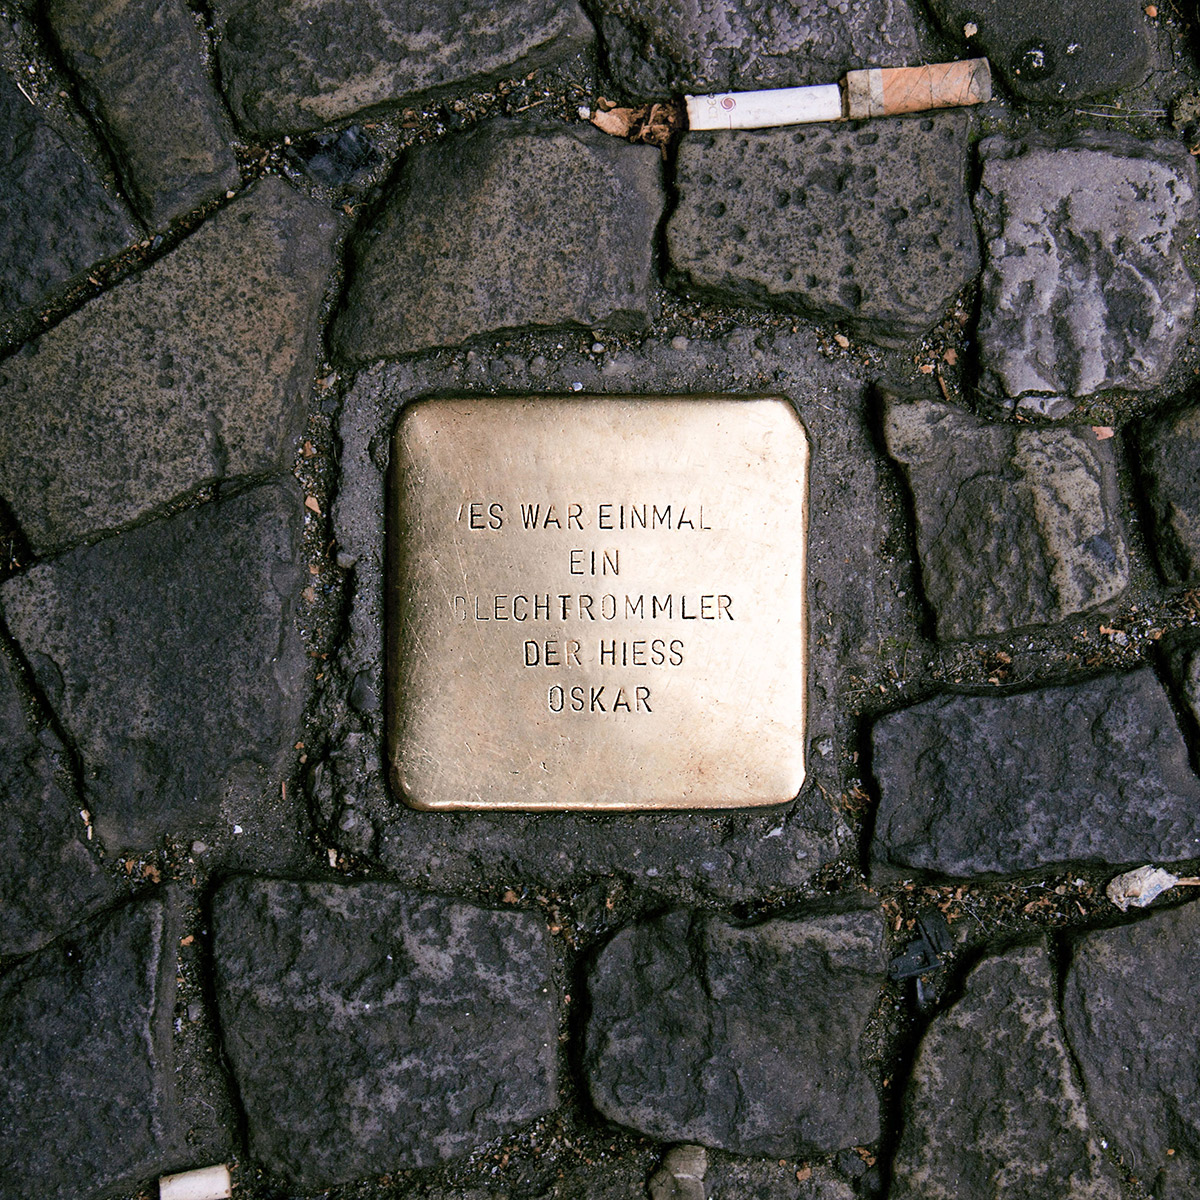 ES WAR EINMAL
EIN
BLECHTROMMLER
DER HIESS
OSKAR